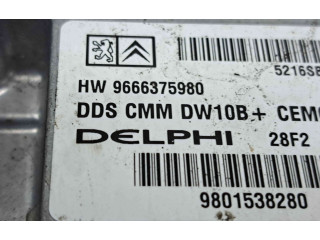 5216S
HW 9666375980
DDS CMM DW10B+ CEM
DELPHI 28F2
9801538280